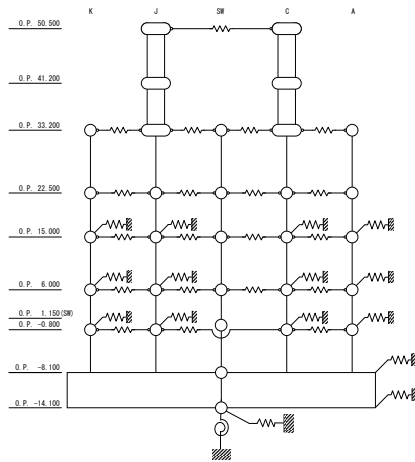 K J SW C A
O.P. 50.500
O.P. 41.200
O.P. 33.200
O.P. 22.500
O.P. 15.000
O.P. 6.000
O.P. 1.150(SW)
O.P. -0.800
O.P. -8.100
O.P. -14.100